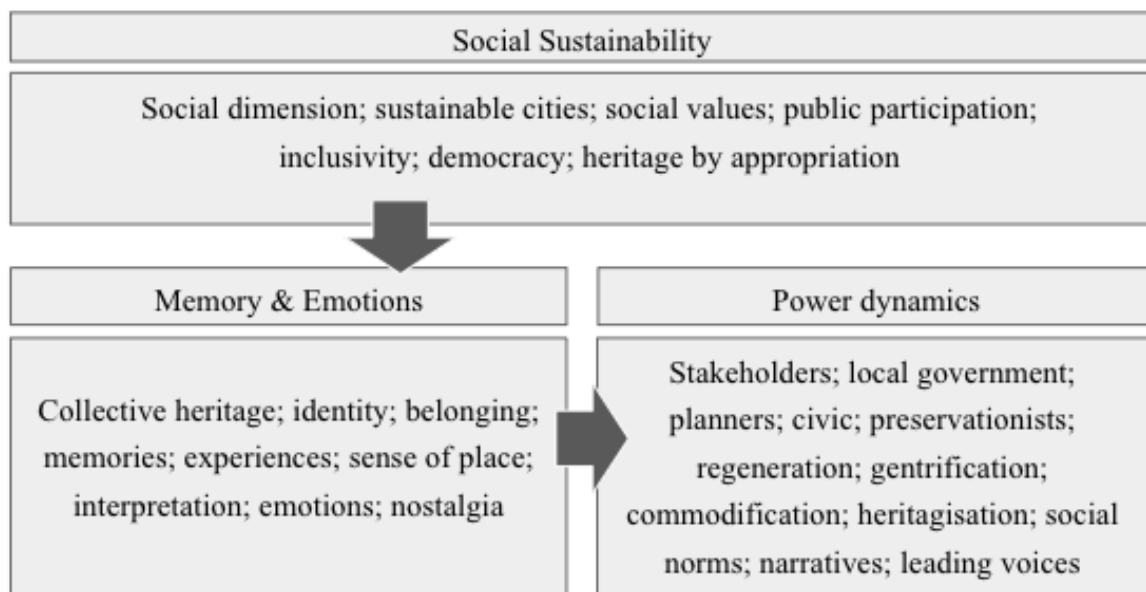 Social Sustainability
Social dimension; sustainable cities; social values; public participation;
inclusivity; democracy; heritage by appropriation
Memory & Emotions
Collective heritage; identity; belonging;
memories; experiences; sense of place;
interpretation; emotions; nostalgia
Power dynamics
Stakeholders; local government;
planners; civic; preservationists;
regeneration; gentrification;
commodification; heritagisation; social
norms; narratives; leading voices